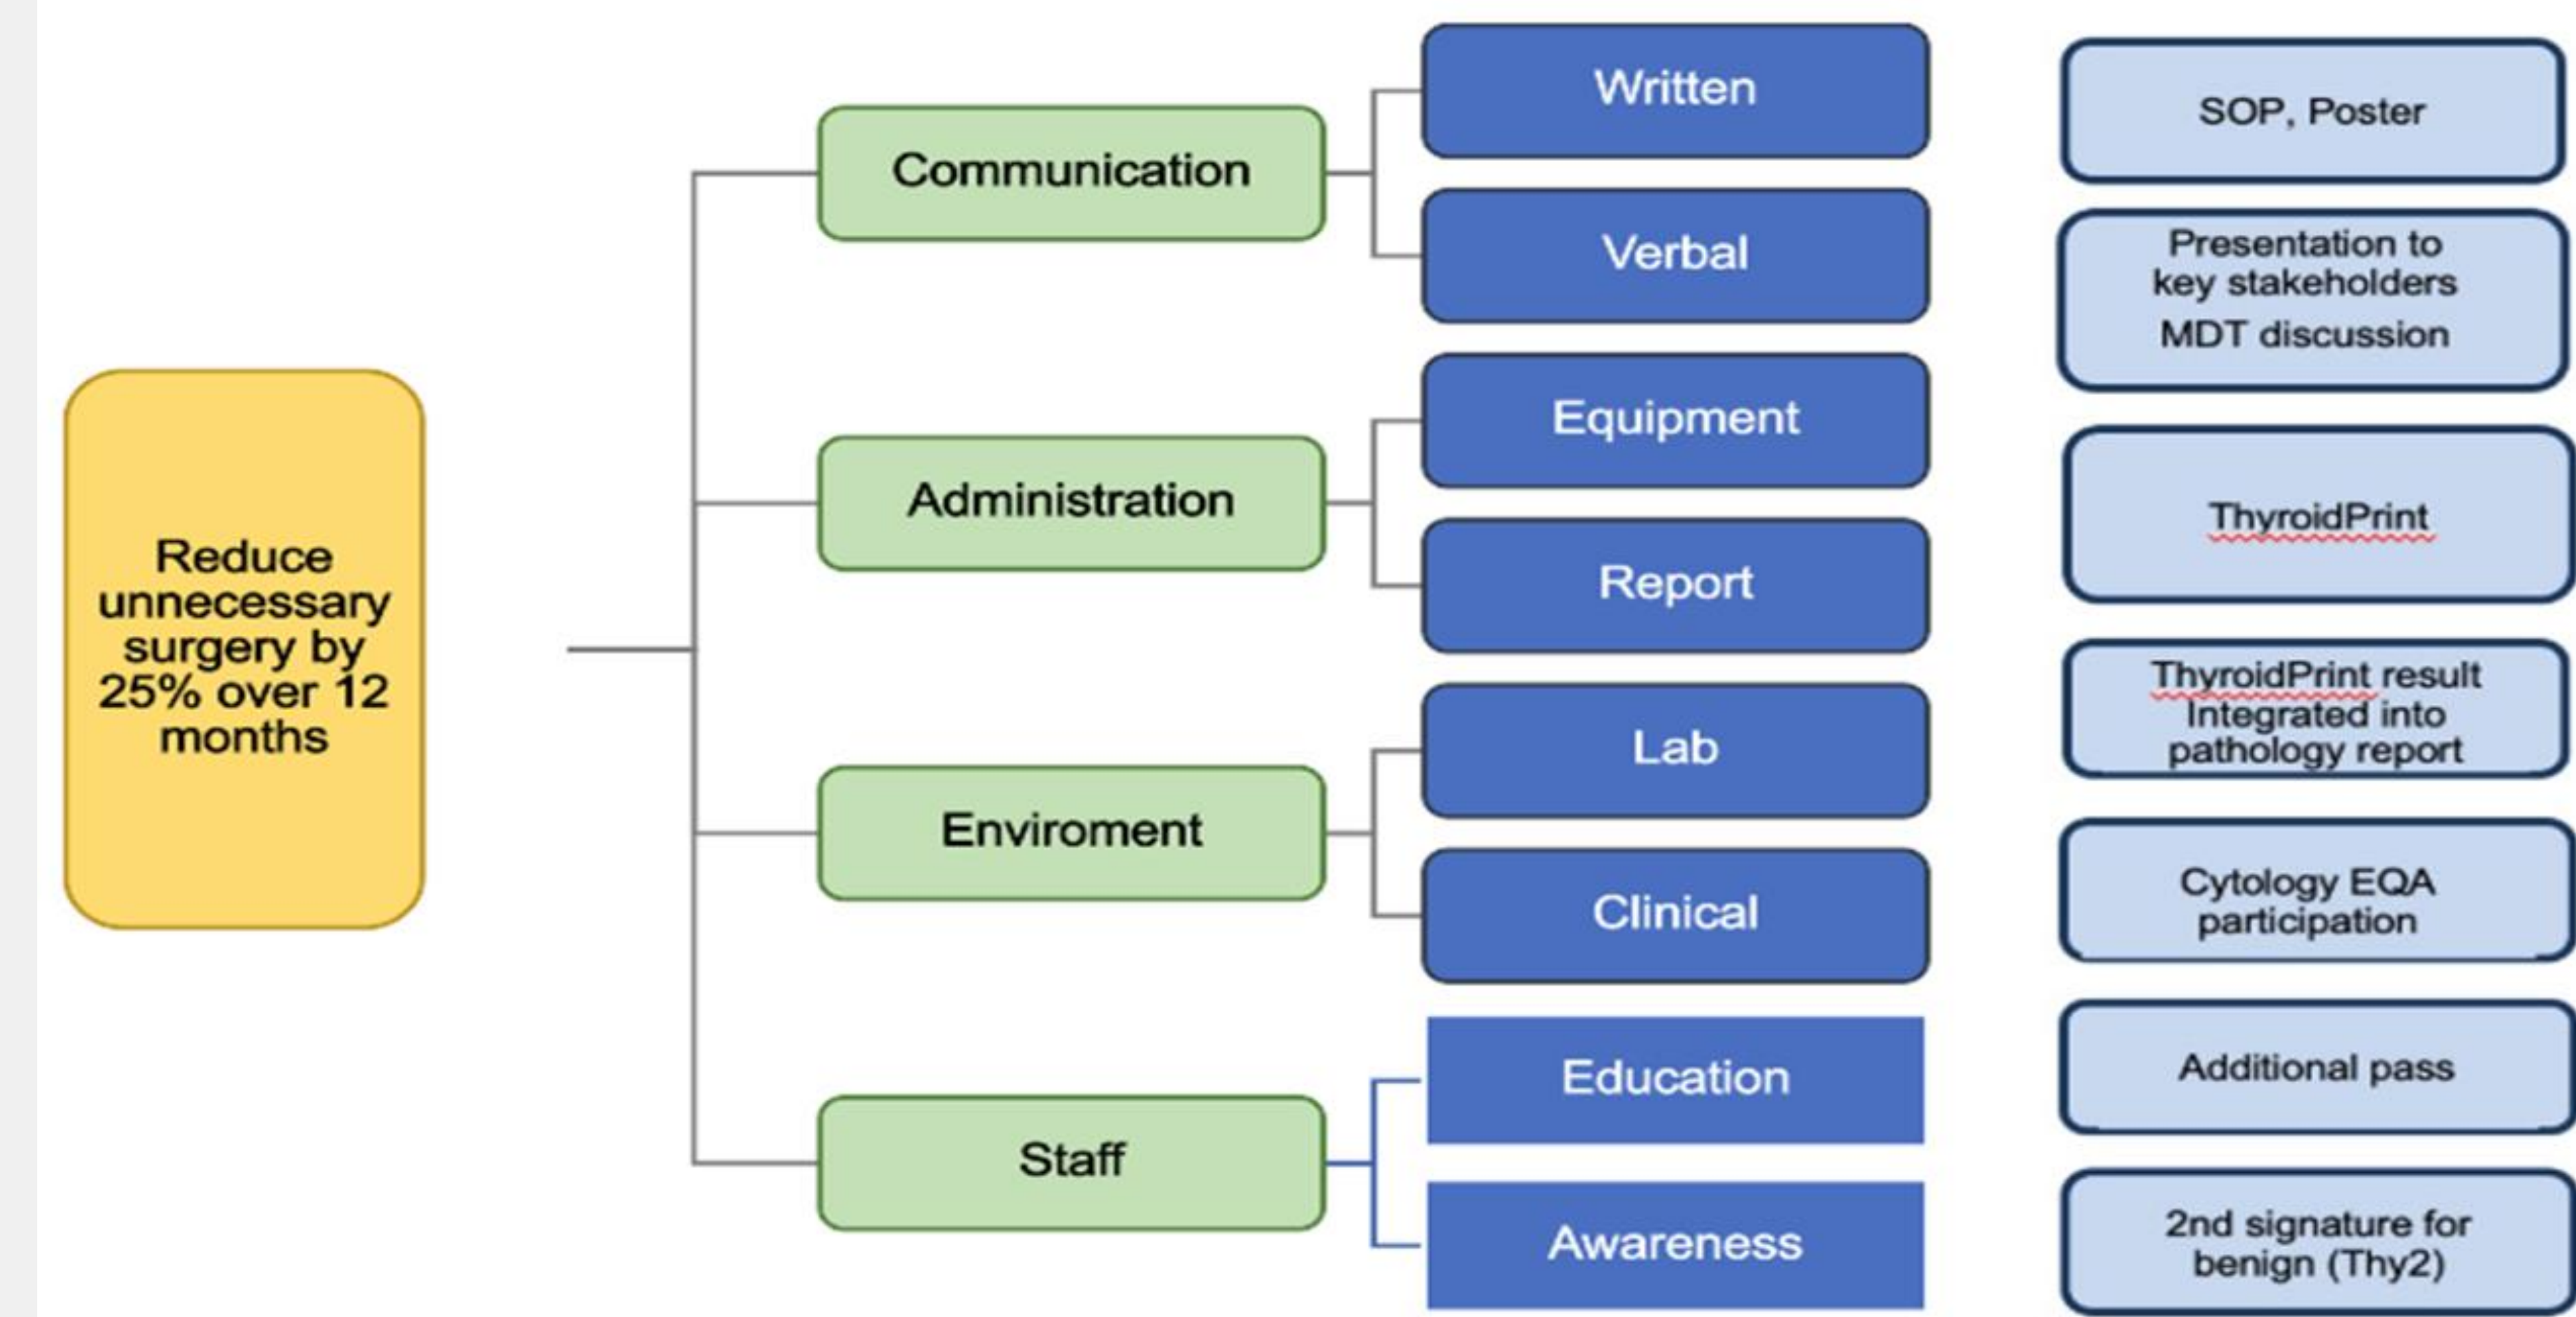 Reduce
unnecessary
surgery by
25% over 12
months
Communication
Administration
Enviroment
Staff
Written
Verbal
Equipment
Report
Lab
Clinical
Education
Awareness
SOP, Poster
Presentation to
key stakeholders
MDT discussion
ThyroidPrint
ThyroidPrint result
Integrated into
pathology report
Cytology EQA
participation
Additional pass
2nd signature for
benign (Thy2)